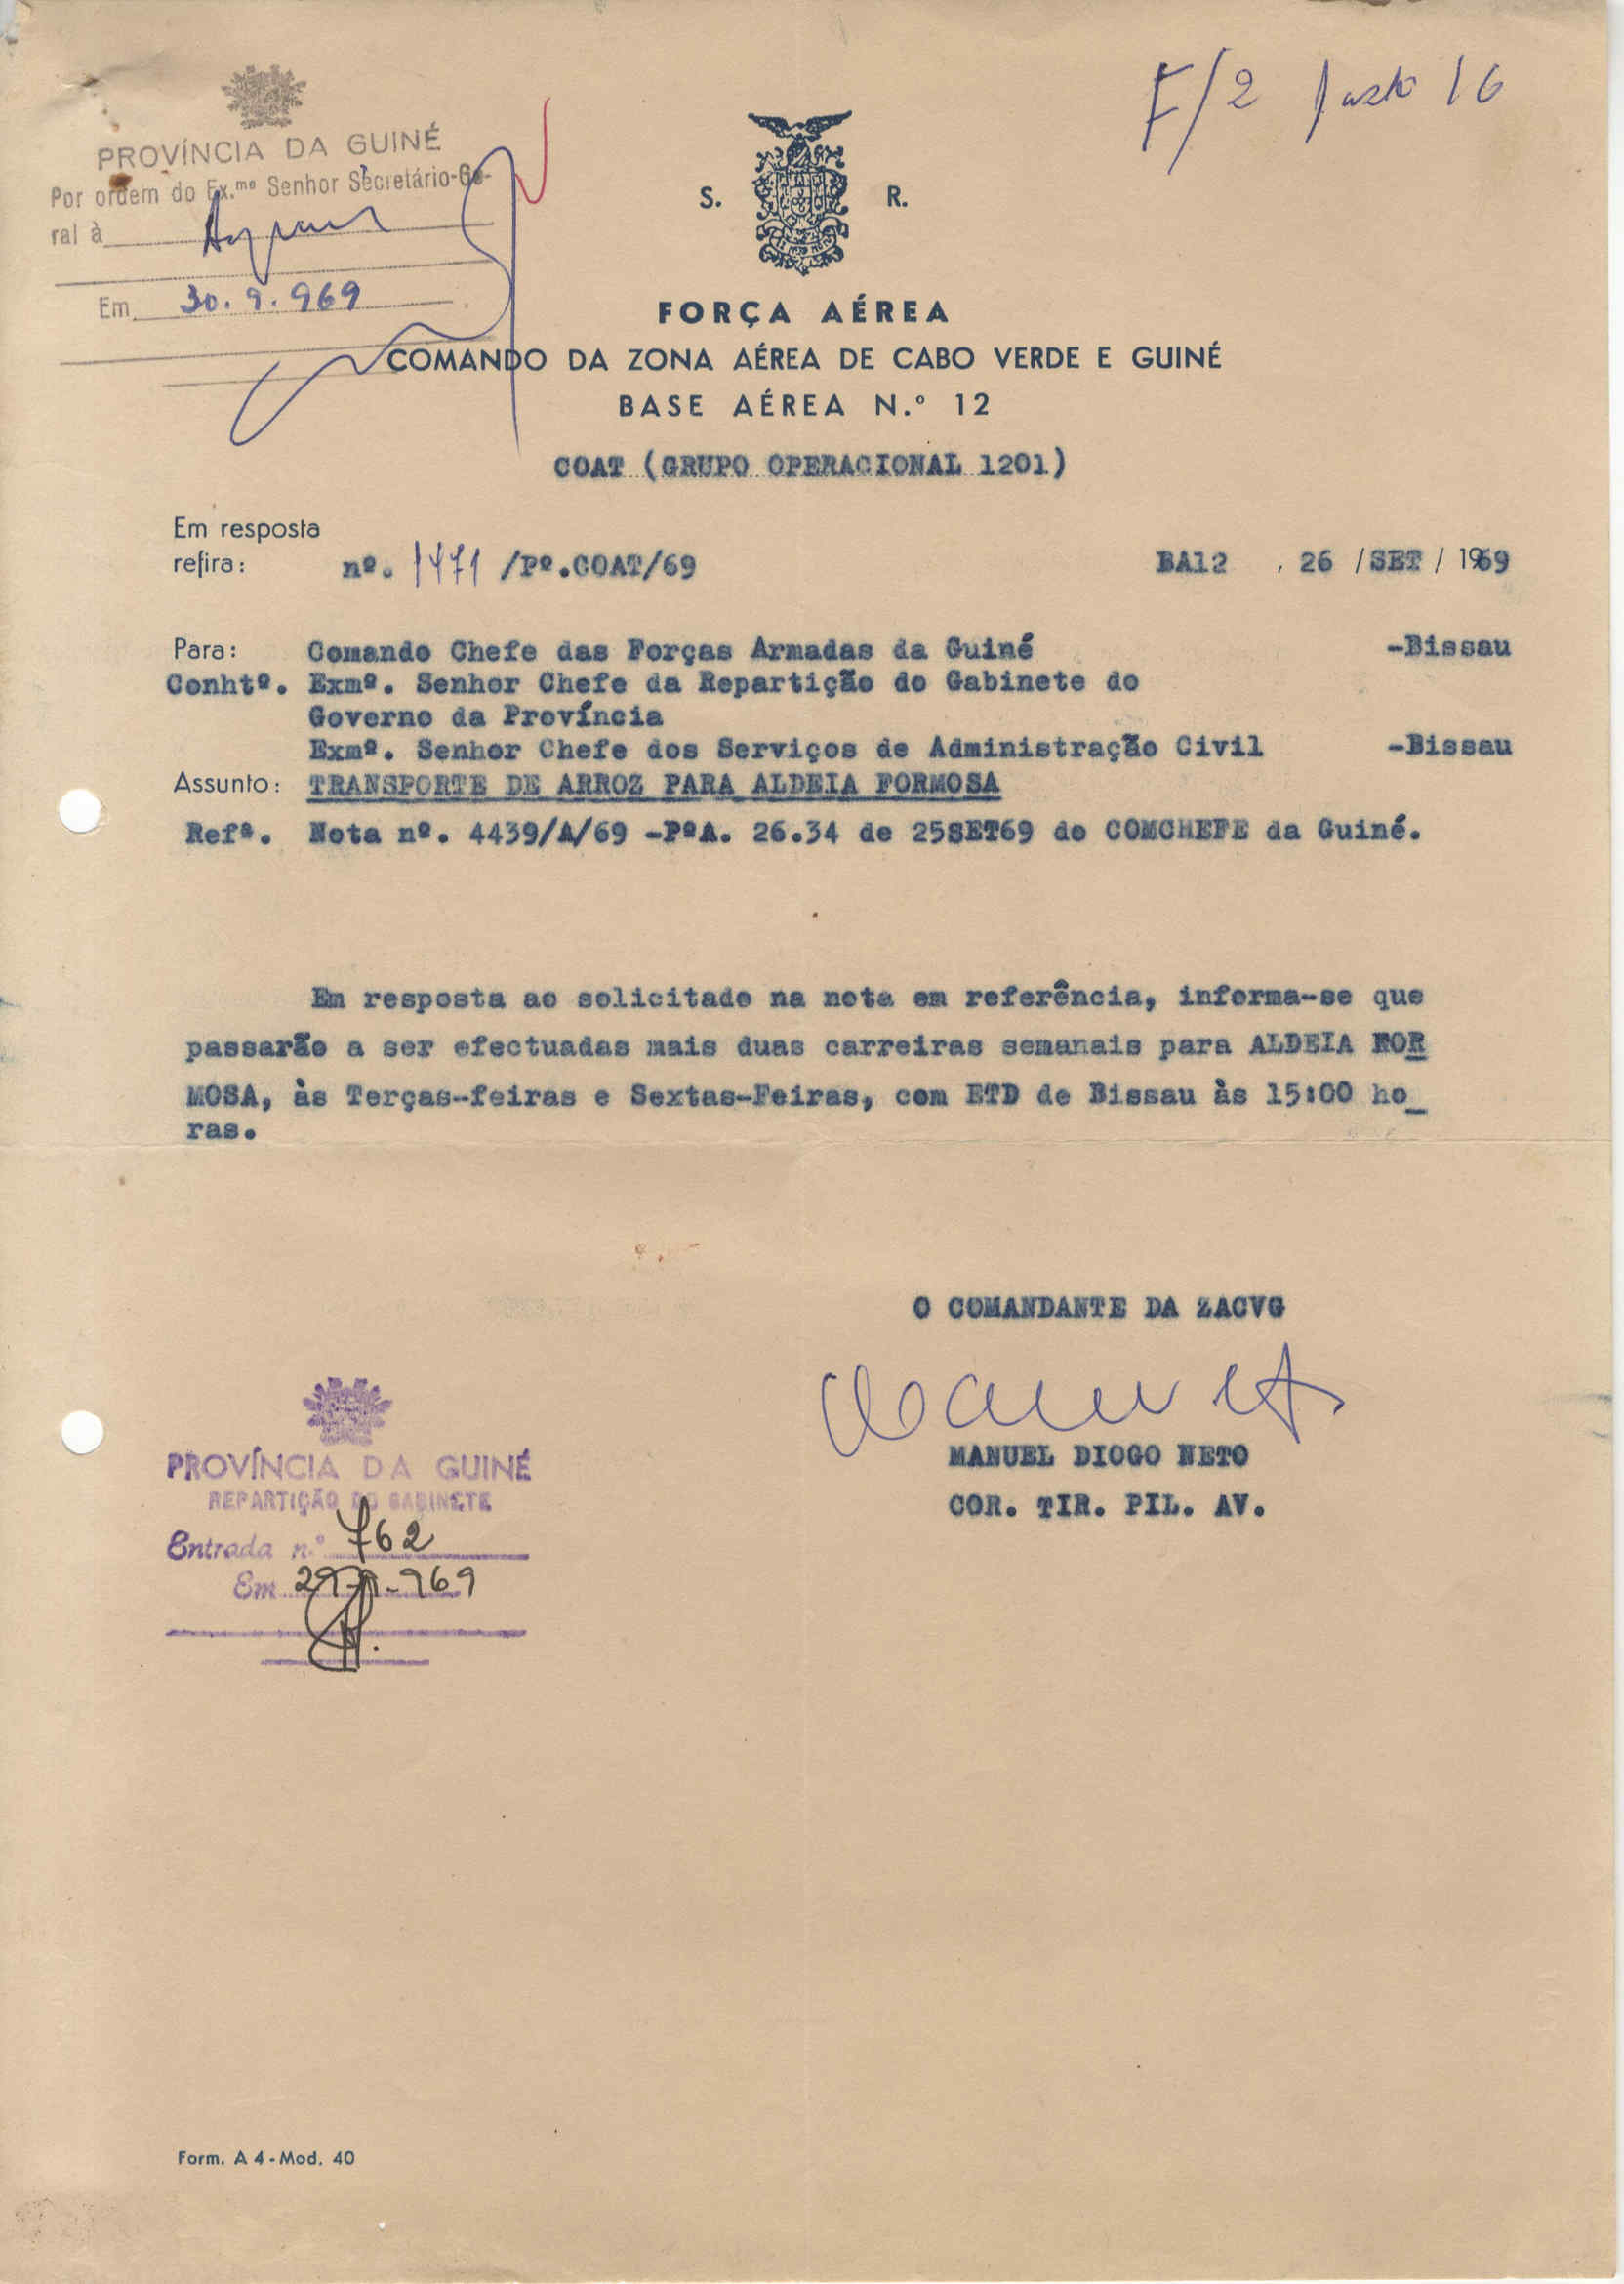 F/2 Pasta 16
PROVÍNCIA DA GUINÉ
Por ordem do Ex.mo Senhor Secretário-Ge-
ral à
Em 30.9.969
S. R.
FORÇA AÉREA
COMANDO DA ZONA AÉREA DE CABO VERDE E GUINÉ
BASE AÉREA N.º 12
COAT (GRUPO OPERACIONAL 1201)
Em resposta
refira: nº. 1471 /Pº.COAT/69 BA12 , 26 / SET / 1969
Para: Comando Chefe das Forças Armadas da Guiné -Bissau
Conhtº. Exmº. Senhor Chefe da Repartição do Gabinete do
Governo da Província
Exmº. Senhor Chefe dos Serviços de Administração Civil -Bissau
Assunto: TRANSPORTE DE ARROZ PARA ALDEIA FORMOSA
Refª. Nota nº. 4439/A/69 -PºA. 26.34 de 25SET69 do COMCHEFE da Guiné.
Em resposta ao solicitado na nota em referência, informa-se que
passarão a ser efectuadas mais duas carreiras semanais para ALDEIA FOR
MOSA, às Terças-feiras e Sextas-Feiras, com ETD de Bissau às 15:00 ho_
ras.
O COMANDANTE DA ZACVG
MANUEL DIOGO NETO
COR. TIR. PIL. AV.
PROVÍNCIA DA GUINÉ
REPARTIÇÃO DO GABINETE
Entrada n.º 762
Em 29-9-969
Form. A 4 - Mod. 40